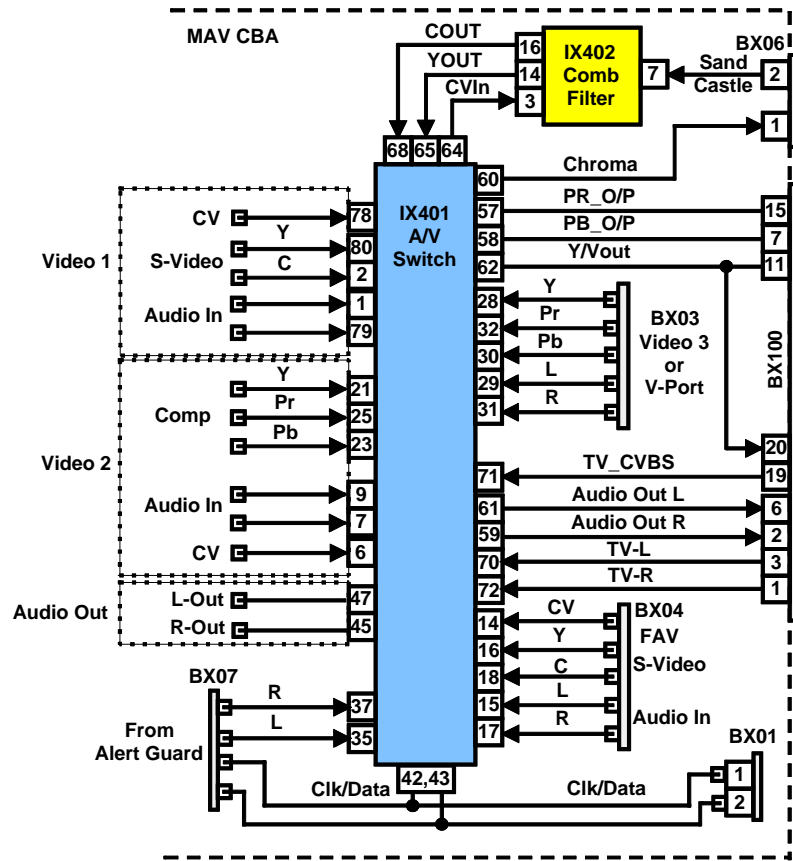 MAV CBA
COUT
YOUT
CVIn
16
14
3
IX402
Comb
Filter
7
Sand
Castle
BX06
2
1
68 65 64
IX401
A/V
Switch
Video 1
CV
78
Y
80
S-Video
C
2
Audio In
1
79
Video 2
Y
21
Comp
Pr
25
Pb
23
Audio In
9
7
CV
6
Audio Out
L-Out
47
R-Out
45
BX07
From
Alert Guard
R
37
L
35
42,43
Clk/Data
Clk/Data
60
Chroma
57
PR_O/P
15
58
PB_O/P
7
62
Y/Vout
11
BX100
28
Y
32
Pr
30
Pb
29
L
31
R
BX03
Video 3
or
V-Port
20
71
TV_CVBS
19
61
Audio Out L
6
59
Audio Out R
2
70
TV-L
3
72
TV-R
1
14
CV
16
Y
18
C
15
L
17
R
BX04
FAV
S-Video
Audio In
BX01
1
2